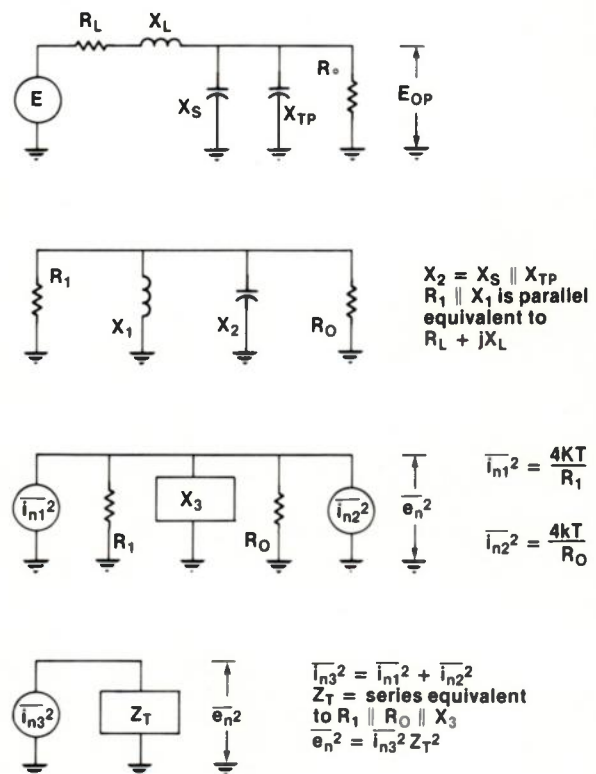 R_L X_L
E X_S X_TP R_o E_OP
R_1 X_1 X_2 R_O
X_2 = X_S || X_TP
R_1 || X_1 is parallel
equivalent to
R_L + jX_L
i_n1² R_1 X_3 R_O i_n2² e_n²
i_n1² = 4KT/R_1
i_n2² = 4kT/R_O
i_n3² Z_T e_n²
i_n3² = i_n1² + i_n2²
Z_T = series equivalent
to R_1 || R_O || X_3
e_n² = i_n3² Z_T²